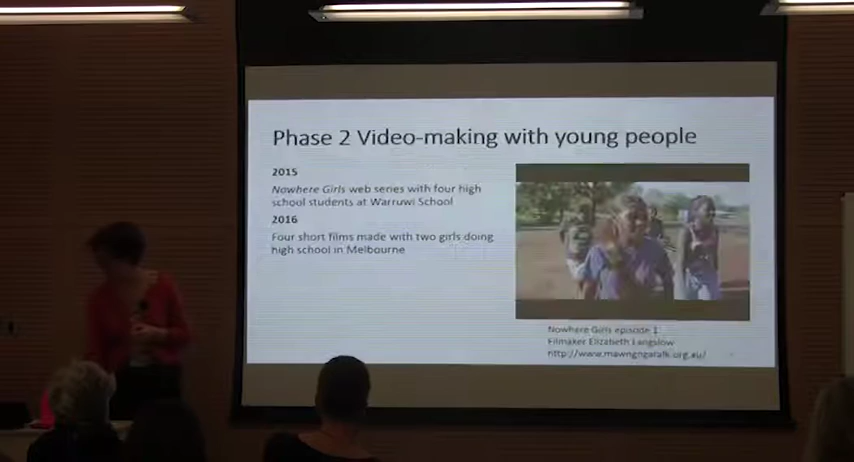 Phase 2 Video-making with young people
2015
Nowhere Girls web series with four high
school students at Warruwi School
2016
Four short films made with two girls doing
high school in Melbourne
Nowhere Girls episode 1
Filmaker Elizabeth Langslow
http://www.mawngngaralk.org.au/